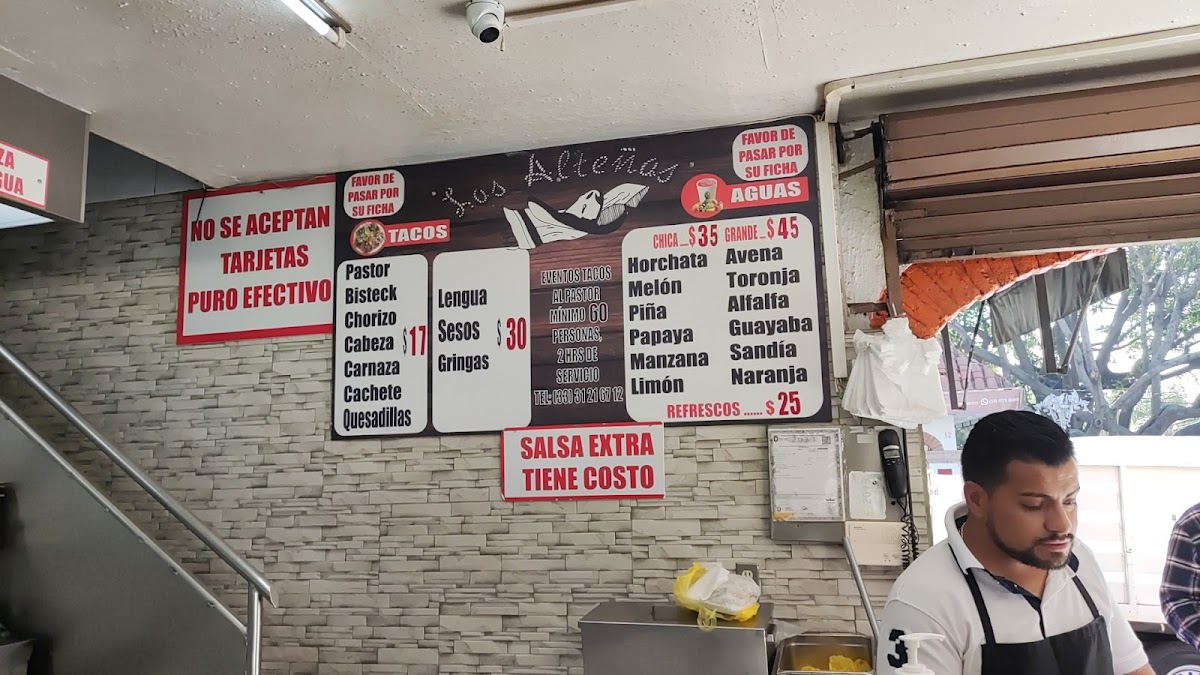 ZA
GUA
NO SE ACEPTAN
TARJETAS
PURO EFECTIVO
FAVOR DE
PASAR POR
SU FICHA
TACOS
Los Alteñas
FAVOR DE
PASAR POR
SU FICHA
AGUAS
Pastor
Bisteck
Chorizo
Cabeza
Carnaza
Cachete
Quesadillas
$17
Lengua
Sesos
Gringas
$30
EVENTOS TACOS
AL PASTOR
MÍNIMO 60
PERSONAS,
2 HRS DE
SERVICIO
TEL: (33) 31 21 67 12
CHICA ...$35 GRANDE ..$45
Horchata
Melón
Piña
Papaya
Manzana
Limón
Avena
Toronja
Alfalfa
Guayaba
Sandía
Naranja
REFRESCOS ...... $25
SALSA EXTRA
TIENE COSTO
3